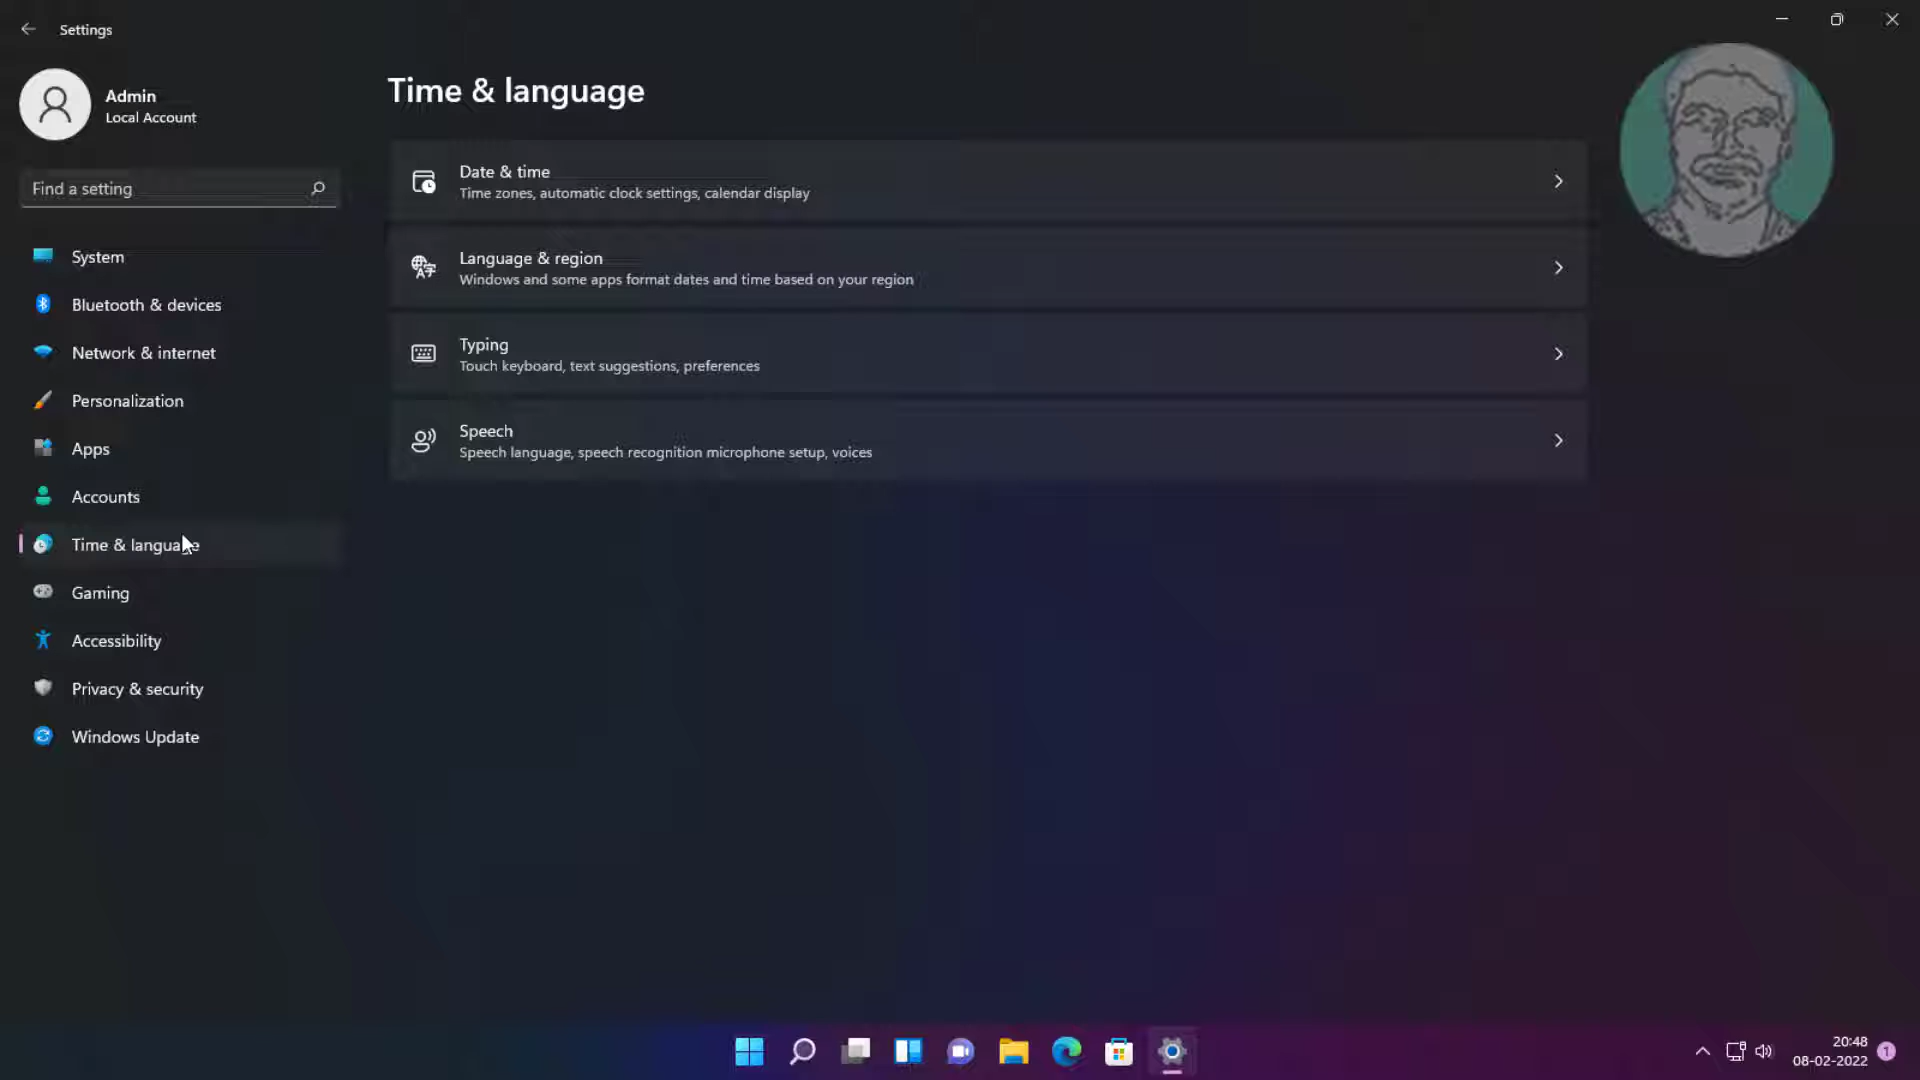 Settings
Admin
Local Account
Find a setting
System
Bluetooth & devices
Network & internet
Personalization
Apps
Accounts
Time & language
Gaming
Accessibility
Privacy & security
Windows Update
Time & language
Date & time
Time zones, automatic clock settings, calendar display
Language & region
Windows and some apps format dates and time based on your region
Typing
Touch keyboard, text suggestions, preferences
Speech
Speech language, speech recognition microphone setup, voices
20:48
08-02-2022
1